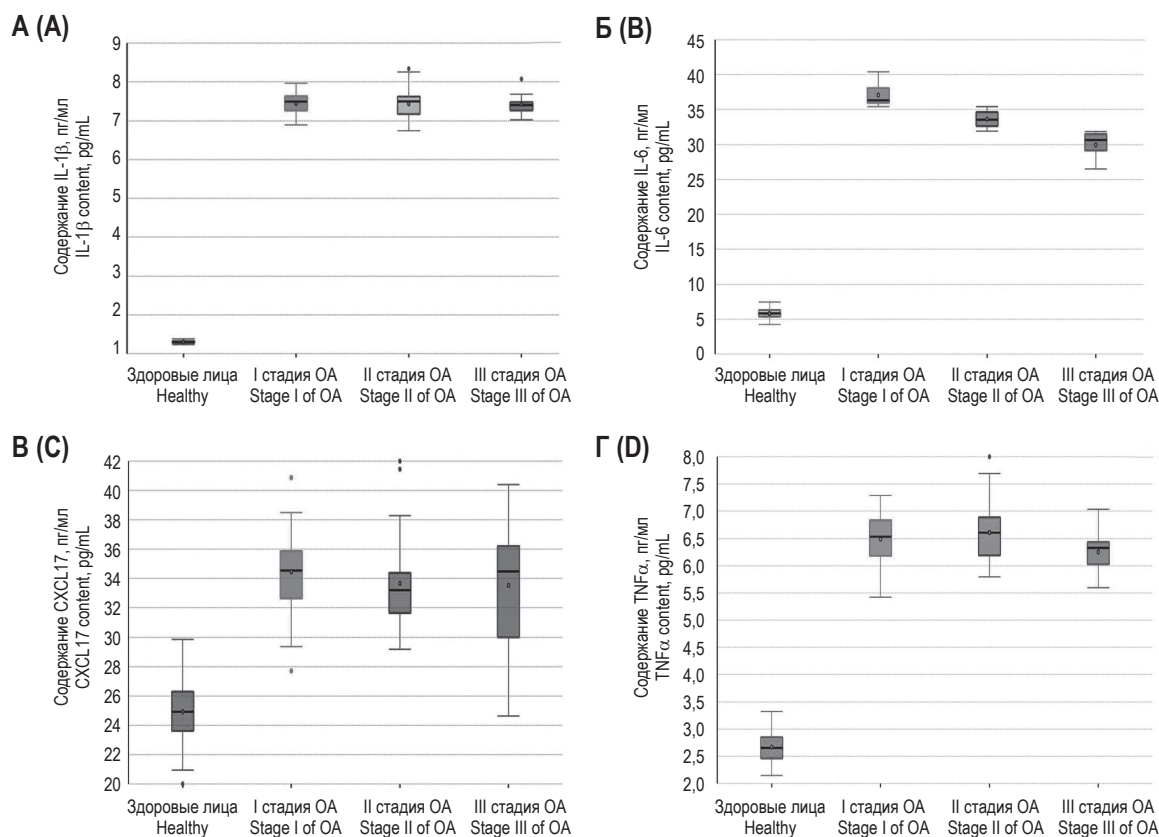 А (A)
Содержание IL-1β, пг/мл
IL-1β content, pg/mL
9
8
7
6
5
4
3
2
1
Здоровые лица
Healthy
I стадия ОА
Stage I of OA
II стадия ОА
Stage II of OA
III стадия ОА
Stage III of OA
Б (B)
Содержание IL-6, пг/мл
IL-6 content, pg/mL
45
40
35
30
25
20
15
10
5
0
Здоровые лица
Healthy
I стадия ОА
Stage I of OA
II стадия ОА
Stage II of OA
III стадия ОА
Stage III of OA
В (C)
Содержание CXCL17, пг/мл
CXCL17 content, pg/mL
42
40
38
36
34
32
30
28
26
24
22
20
Здоровые лица
Healthy
I стадия ОА
Stage I of OA
II стадия ОА
Stage II of OA
III стадия ОА
Stage III of OA
Г (D)
Содержание TNFα, пг/мл
TNFα content, pg/mL
8,0
7,5
7,0
6,5
6,0
5,5
5,0
4,5
4,0
3,5
3,0
2,5
2,0
Здоровые лица
Healthy
I стадия ОА
Stage I of OA
II стадия ОА
Stage II of OA
III стадия ОА
Stage III of OA